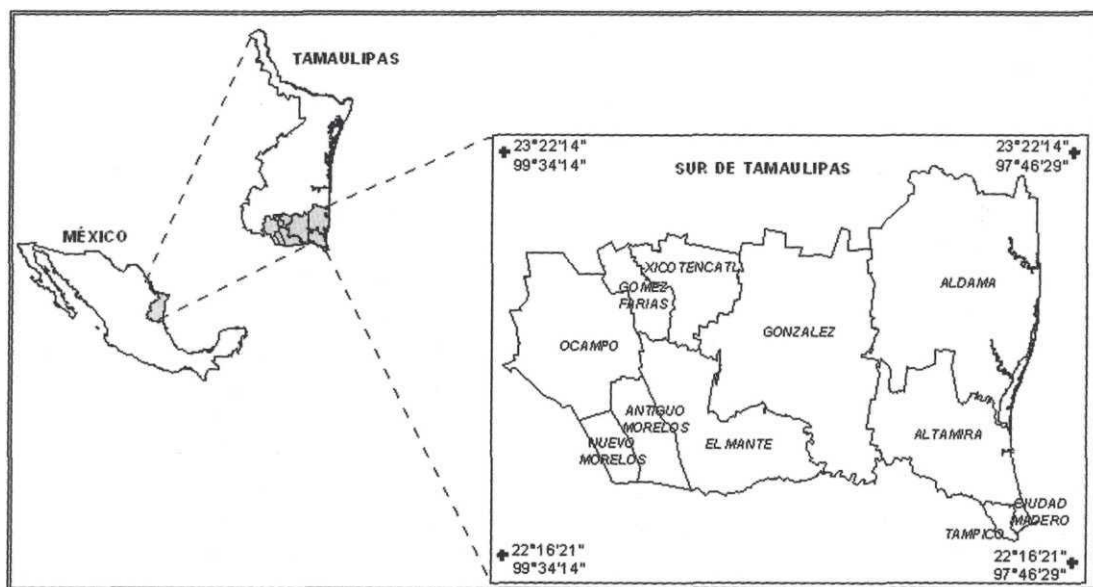 TAMAULIPAS
MÉXICO
23°22'14"
99°34'14"
SUR DE TAMAULIPAS
23°22'14"
97°46'29"
XICOTENCATL
GOMEZ
FARIAS
ALDAMA
GONZALEZ
OCAMPO
ANTIGUO
MORELOS
NUEVO
MORELOS
EL MANTE
ALTAMIRA
CIUDAD
MADERO
TAMPICO
22°16'21"
99°34'14"
22°16'21"
97°46'29"